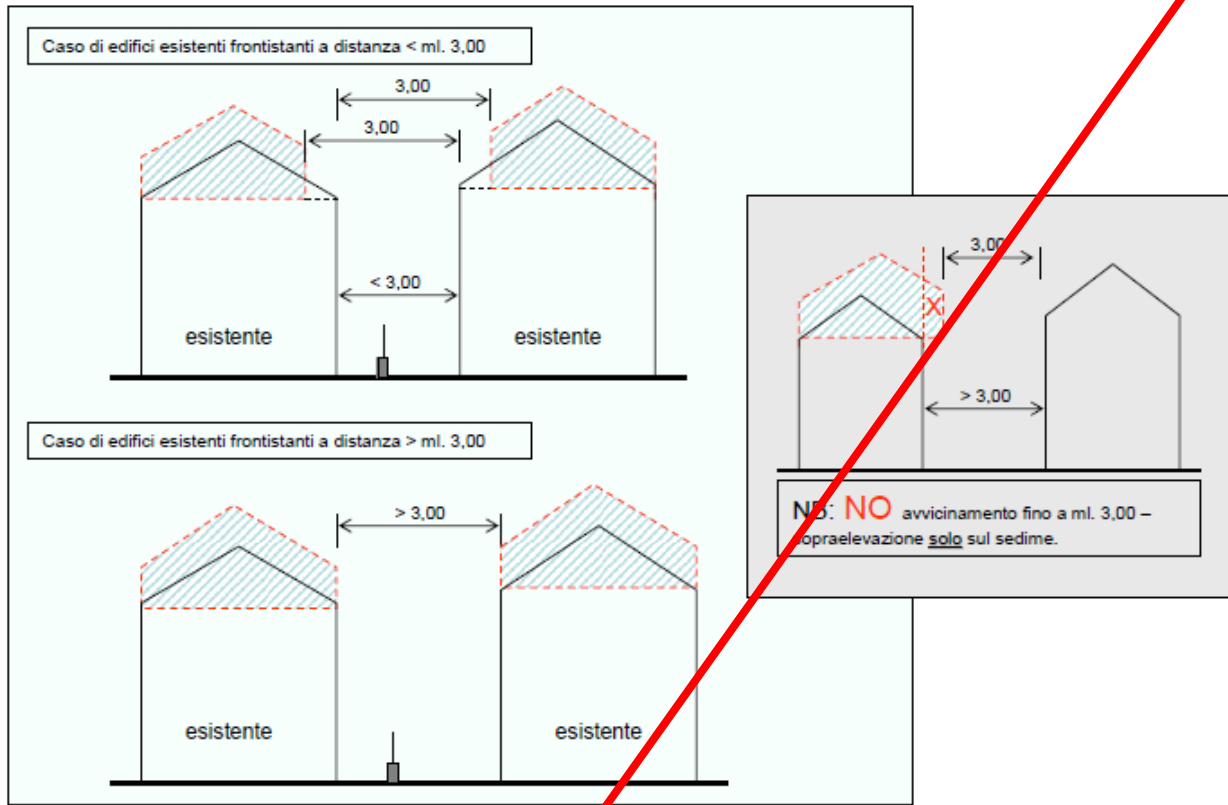 Caso di edifici esistenti frontistanti a distanza < ml. 3,00
3,00
3,00
< 3,00
esistente
esistente
Caso di edifici esistenti frontistanti a distanza > ml. 3,00
> 3,00
esistente
esistente
3,00
X
> 3,00
NB: NO avvicinamento fino a ml. 3,00 –
sopraelevazione solo sul sedime.